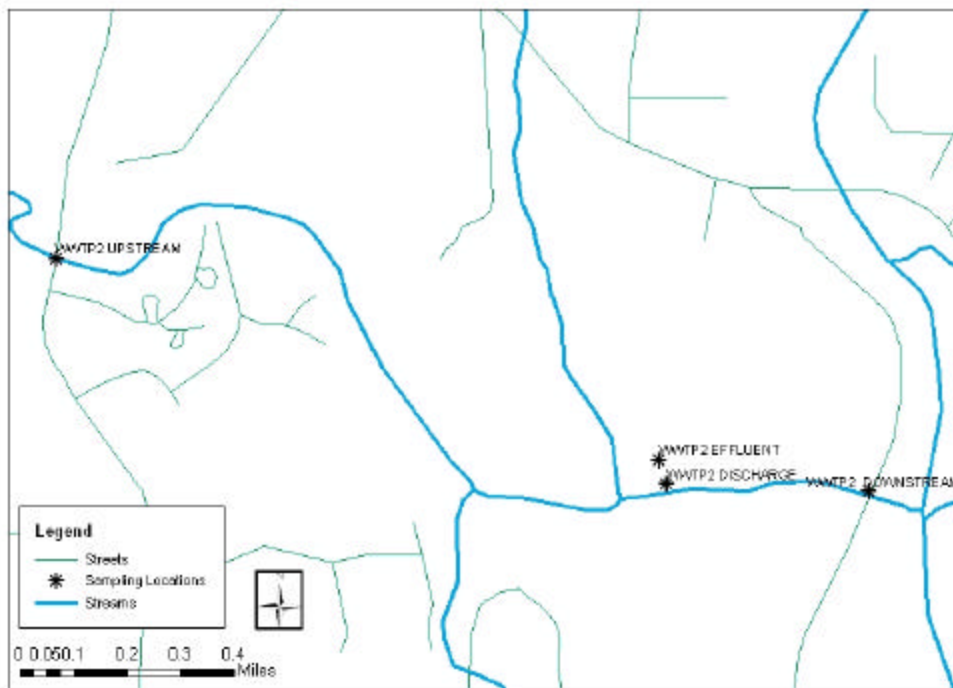 WWTP2 UPSTREAM
WWTP2 EFFLUENT
WWTP2 DISCHARGE
WWTP2 DOWNSTREAM
Legend
Streets
Sampling Locations
Streams
0 0.050.1 0.2 0.3 0.4
Miles